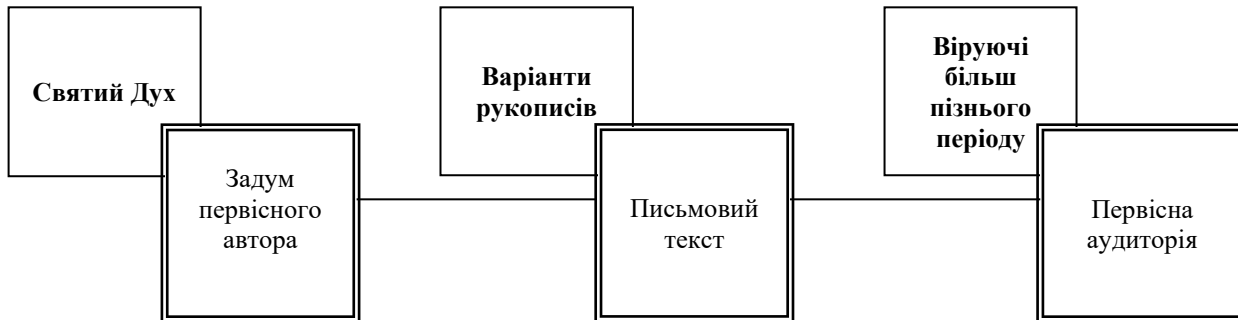 Святий Дух
Варіанти
рукописів
Віруючі
більш
пізнього
періоду
Задум
первісного
автора
Письмовий
текст
Первісна
аудиторія